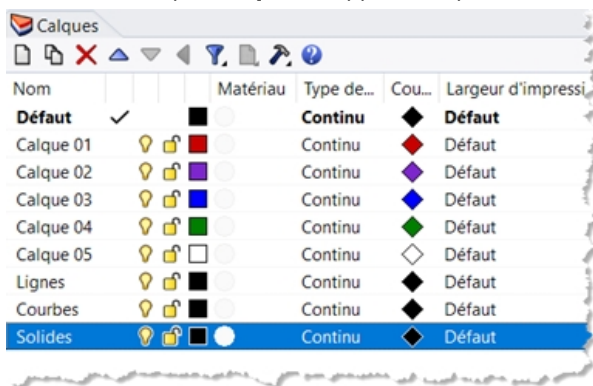 Calques
Nom Matériau Type de... Cou... Largeur d'impressi
Défaut Continu Défaut
Calque 01 Continu Défaut
Calque 02 Continu Défaut
Calque 03 Continu Défaut
Calque 04 Continu Défaut
Calque 05 Continu Défaut
Lignes Continu Défaut
Courbes Continu Défaut
Solides Continu Défaut